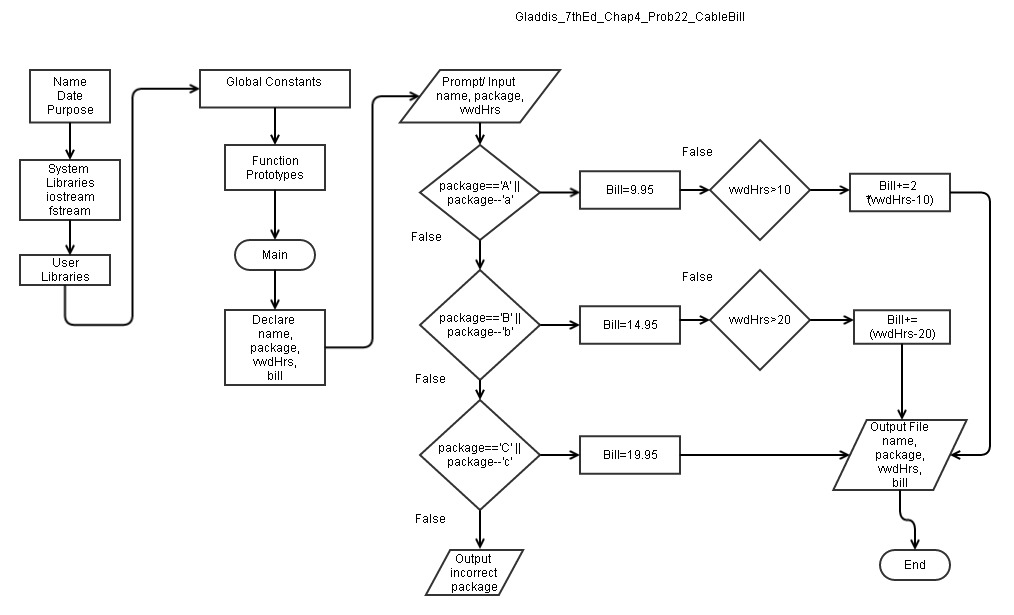 Gladdis_7thEd_Chap4_Prob22_CableBill
Name
Date
Purpose
System
Libraries
iostream
fstream
User
Libraries
Global Constants
Function
Prototypes
Main
Declare
name,
package,
vwdHrs,
bill
Prompt/ Input
name, package,
vwdHrs
package=='A' ||
package--'a'
False
Bill=9.95
False
vwdHrs>10
Bill+=2
*(vwdHrs-10)
package=='B' ||
package--'b'
False
Bill=14.95
False
vwdHrs>20
Bill+=
(vwdHrs-20)
package=='C' ||
package--'c'
False
Bill=19.95
Output File
name,
package,
vwdHrs,
bill
Output
incorrect
package
End